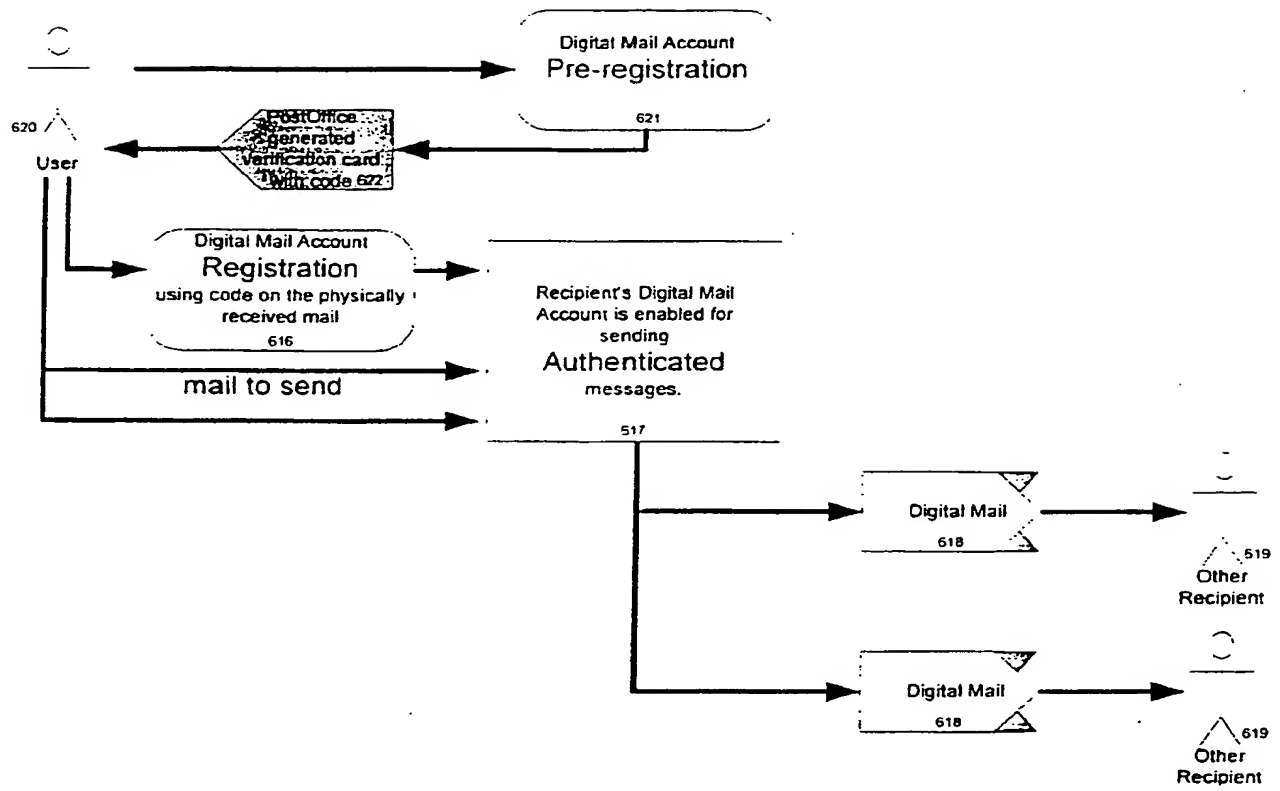 Digital Mail Account
Pre-registration
621
620
User
PostOffice
generated
verification card
with code 622
Digital Mail Account
Registration
using code on the physically
received mail
616
Recipient's Digital Mail
Account is enabled for
sending
Authenticated
messages.
517
mail to send
Digital Mail
618
519
Other
Recipient
Digital Mail
618
619
Other
Recipient